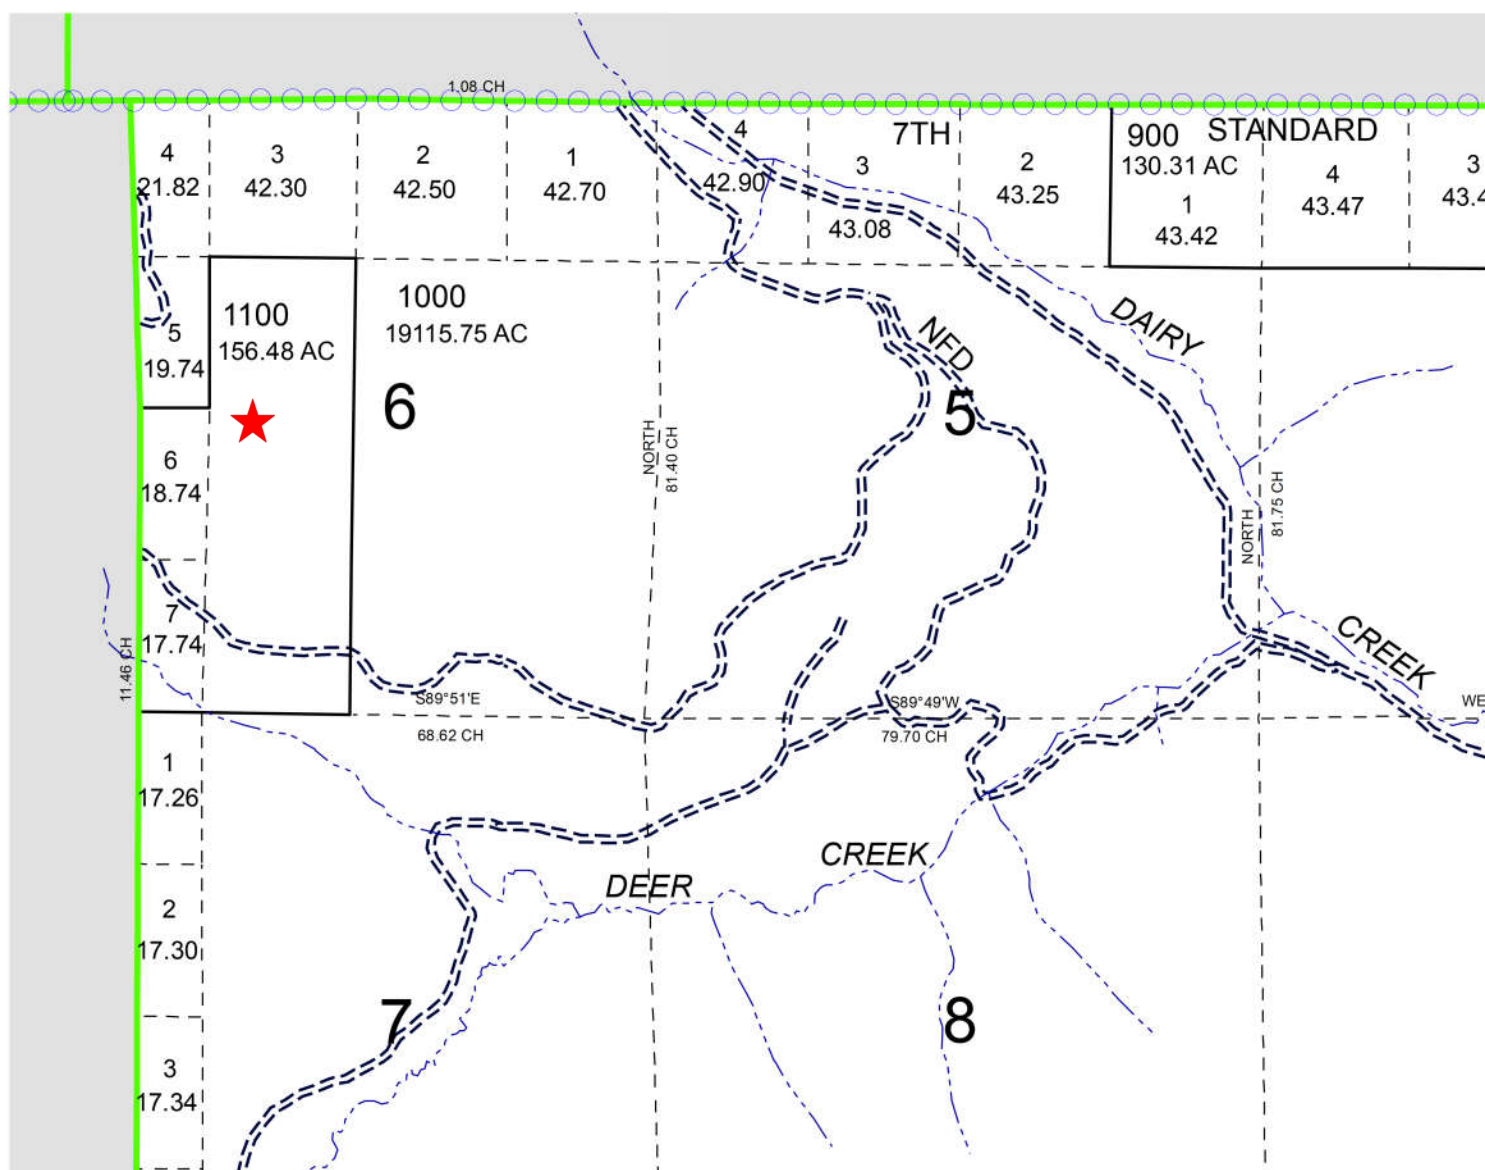 1.08 CH
4
21.82
3
42.30
2
42.50
1
42.70
4
42.90
7TH
3
43.08
2
43.25
900
130.31 AC
1
43.42
STANDARD
4
43.47
3
43.4
5
19.74
1100
156.48 AC
1000
19115.75 AC
6
NFD
5
DAIRY
6
18.74
NORTH
81.40 CH
NORTH
81.75 CH
7
17.74
11.46 CH
CREEK
S89°51'E
68.62 CH
S89°49'W
79.70 CH
WE
1
17.26
CREEK
DEER
2
17.30
7
8
3
17.34